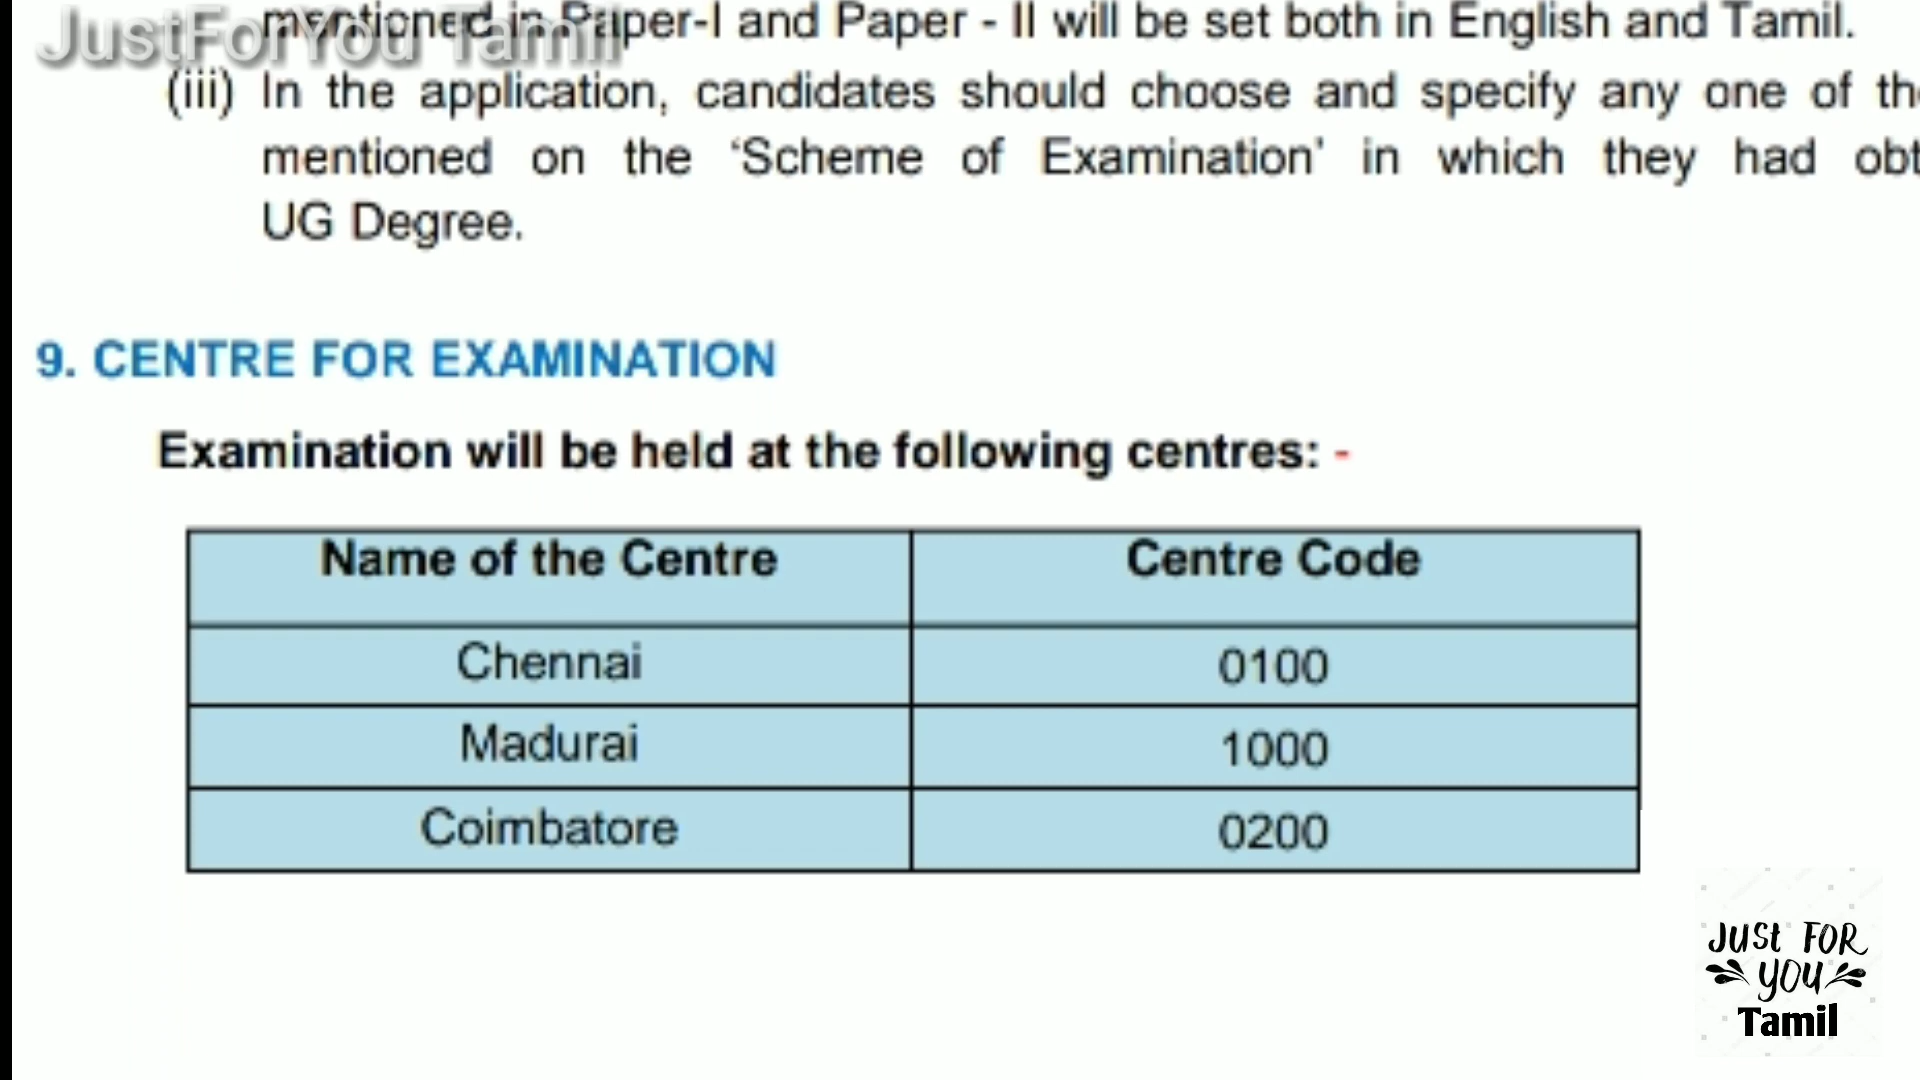 JustForYou Tamil
mentioned in Paper-I and Paper - II will be set both in English and Tamil.
(iii) In the application, candidates should choose and specify any one of
mentioned on the ‘Scheme of Examination’ in which they had
UG Degree.
9. CENTRE FOR EXAMINATION
Examination will be held at the following centres: -
Name of the Centre Centre Code
Chennai 0100
Madurai 1000
Coimbatore 0200
JUSt FOR
you
Tamil